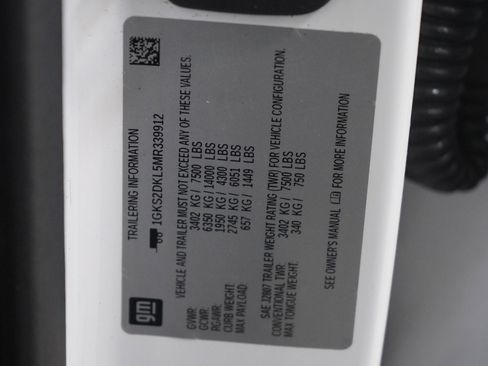 TRAILERING INFORMATION
1GKS2DKL5MR339912
VEHICLE AND TRAILER MUST NOT EXCEED ANY OF THESE VALUES.
GVWR: 3402 KG / 7500 LBS
GCWR: 6350 KG / 14000 LBS
RGAWR: 1950 KG / 4300 LBS
CURB WEIGHT: 2745 KG / 6051 LBS
MAX PAYLOAD: 657 KG / 1449 LBS
SAE J2807 TRAILER WEIGHT RATING (TWR) FOR VEHICLE CONFIGURATION.
CONVENTIONAL TWR: 3402 KG / 7500 LBS
MAX TONGUE WEIGHT: 340 KG / 750 LBS
SEE OWNER'S MANUAL FOR MORE INFORMATION
gm